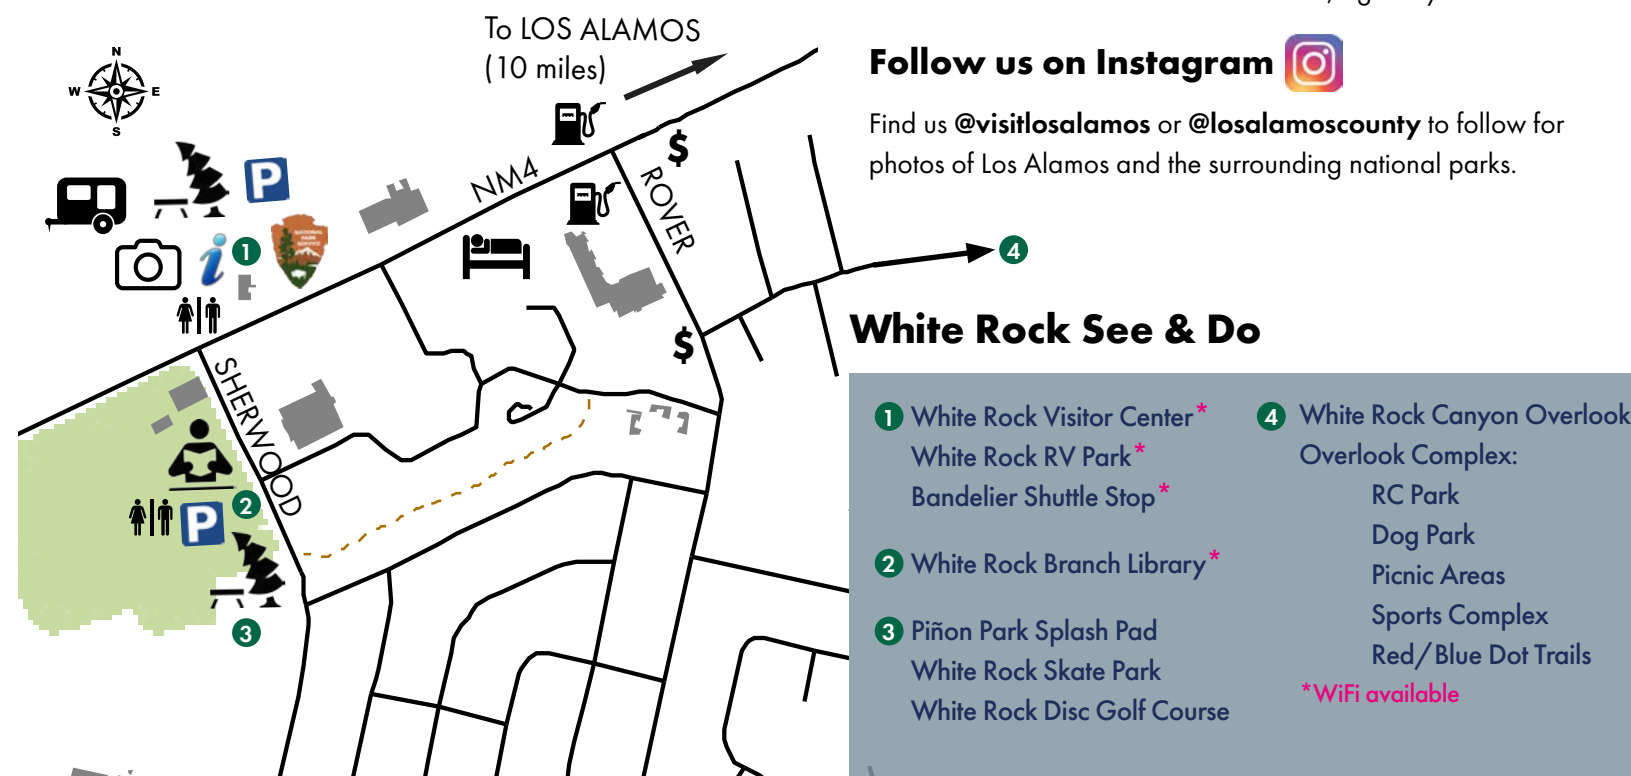 To LOS ALAMOS
(10 miles)
N
W
E
S
P
NM4
$
ROVER
i
1
NATIONAL
PARK
SERVICE
4
$
SHERWOOD
2
P
3
Follow us on Instagram
Find us @visitlosalamos or @losalamoscounty to follow for
photos of Los Alamos and the surrounding national parks.
White Rock See & Do
1 White Rock Visitor Center*
White Rock RV Park*
Bandelier Shuttle Stop*
2 White Rock Branch Library*
3 Piñon Park Splash Pad
White Rock Skate Park
White Rock Disc Golf Course
4 White Rock Canyon Overlook
Overlook Complex:
RC Park
Dog Park
Picnic Areas
Sports Complex
Red/Blue Dot Trails
*WiFi available